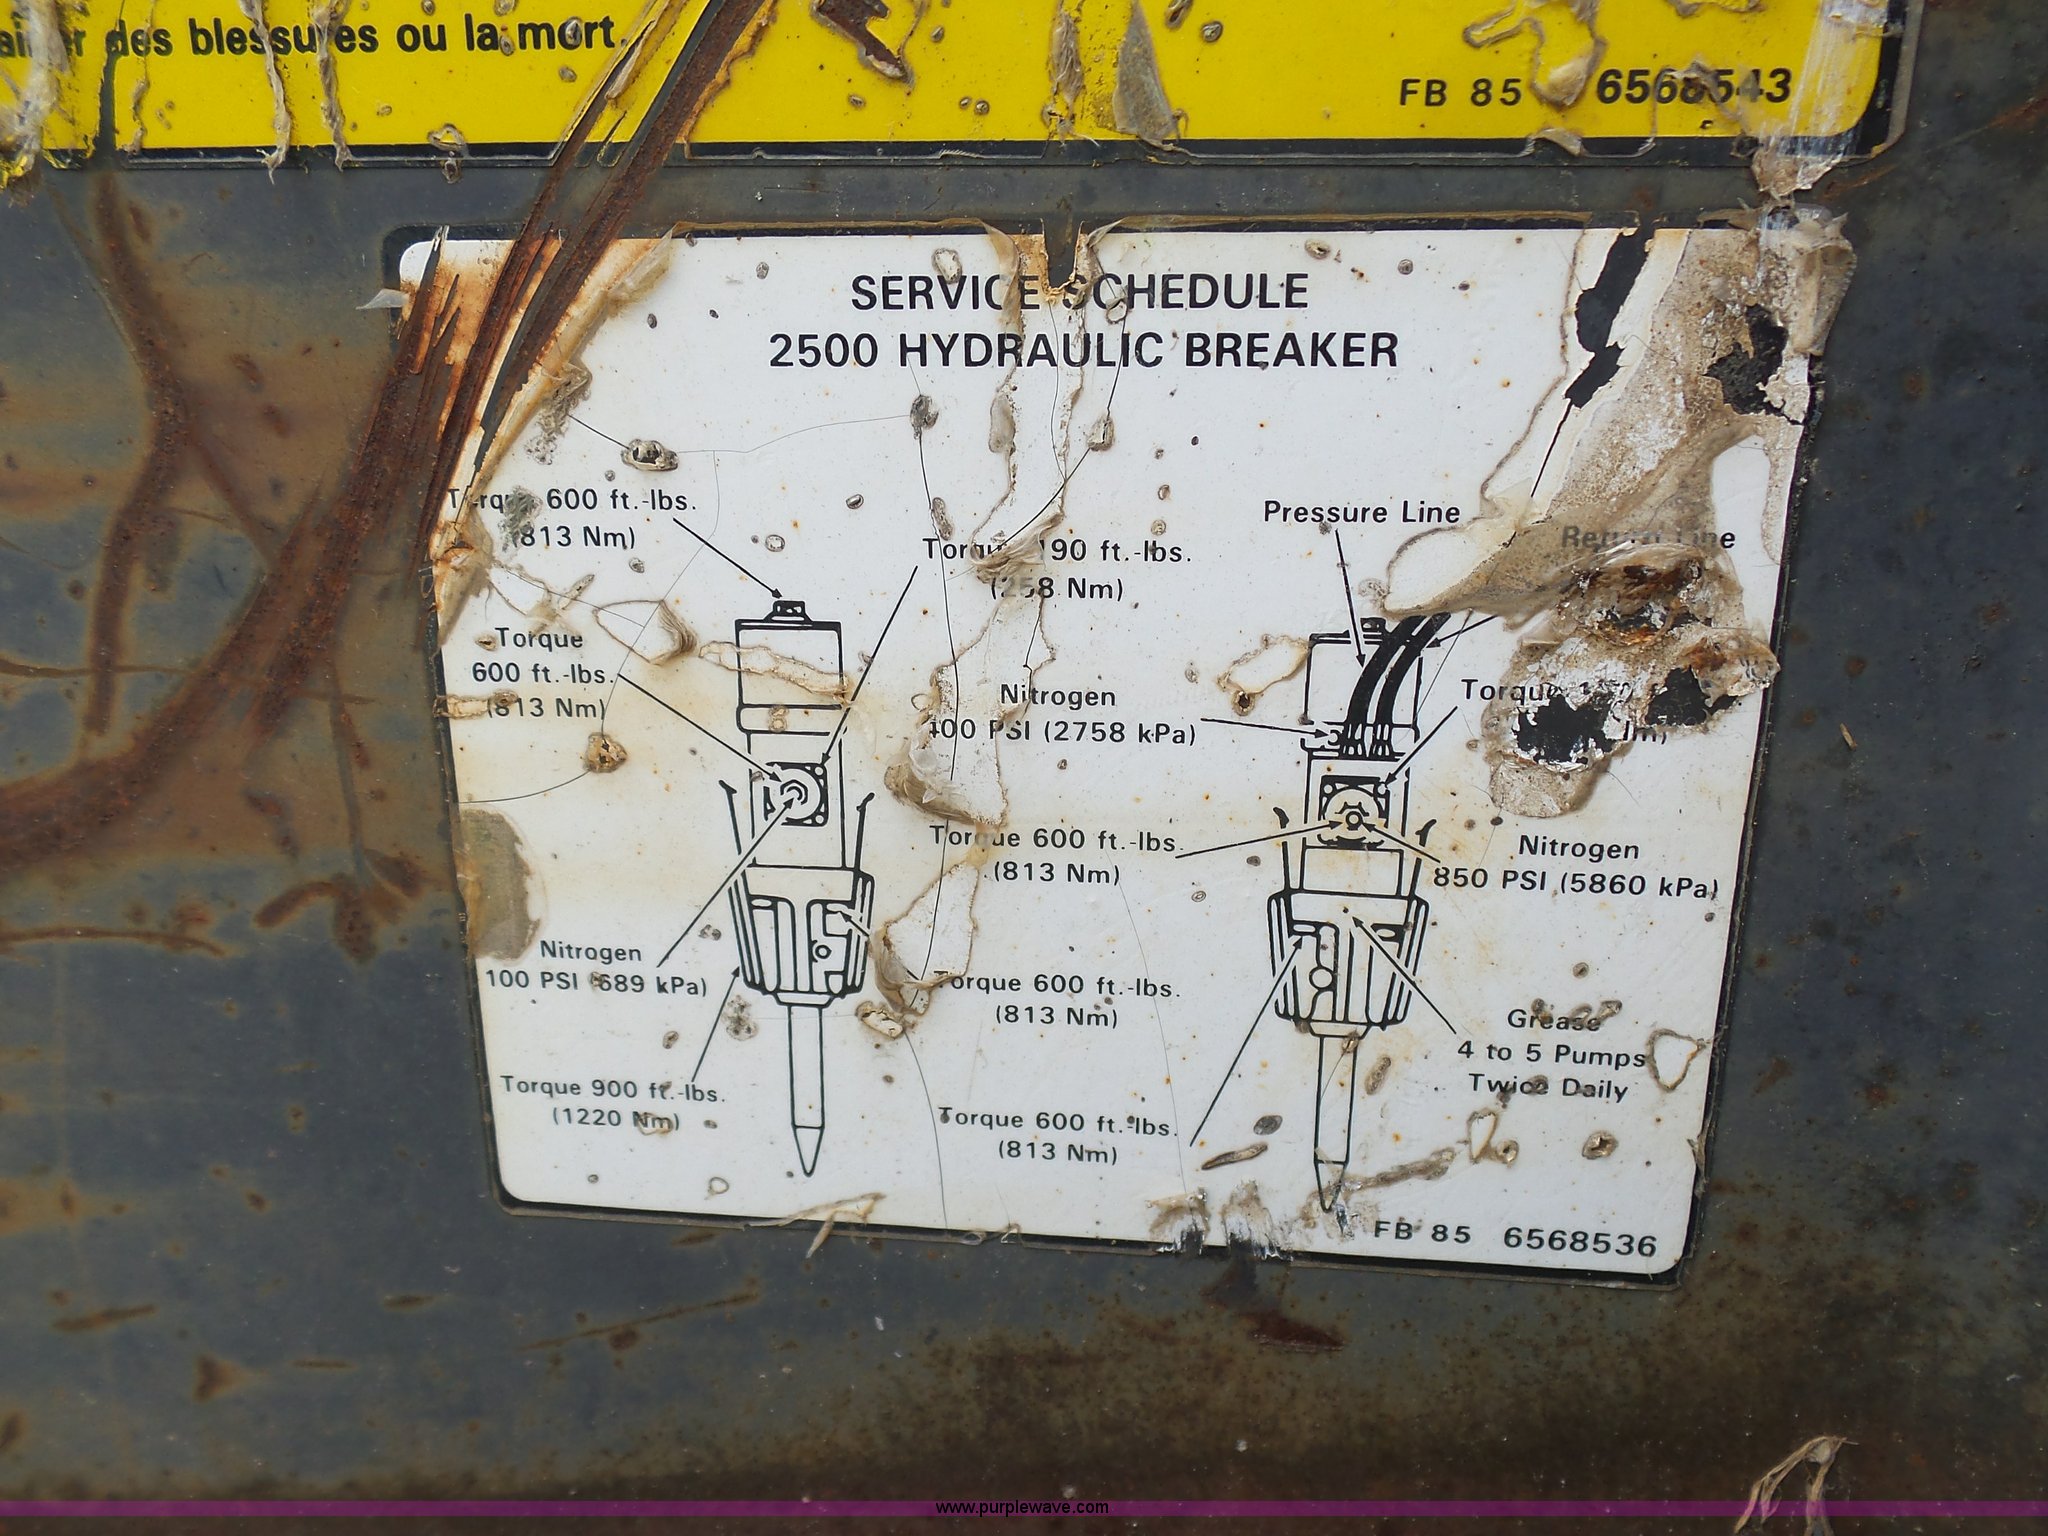 des blessures ou la mort.
FB 85 6568543
SERVICE SCHEDULE
2500 HYDRAULIC BREAKER
Torque 600 ft.-lbs.
(813 Nm)
Pressure Line
Return Line
Torque 190 ft.-lbs.
(258 Nm)
Torque
600 ft.-lbs.
(813 Nm)
Nitrogen
400 PSI (2758 kPa)
Torque
Torque 600 ft.-lbs.
(813 Nm)
Nitrogen
850 PSI (5860 kPa)
Nitrogen
100 PSI (689 kPa)
Torque 600 ft.-lbs.
(813 Nm)
Grease
4 to 5 Pumps
Twice Daily
Torque 900 ft.-lbs.
(1220 Nm)
Torque 600 ft.-lbs.
(813 Nm)
FB 85 6568536
www.purplewave.com